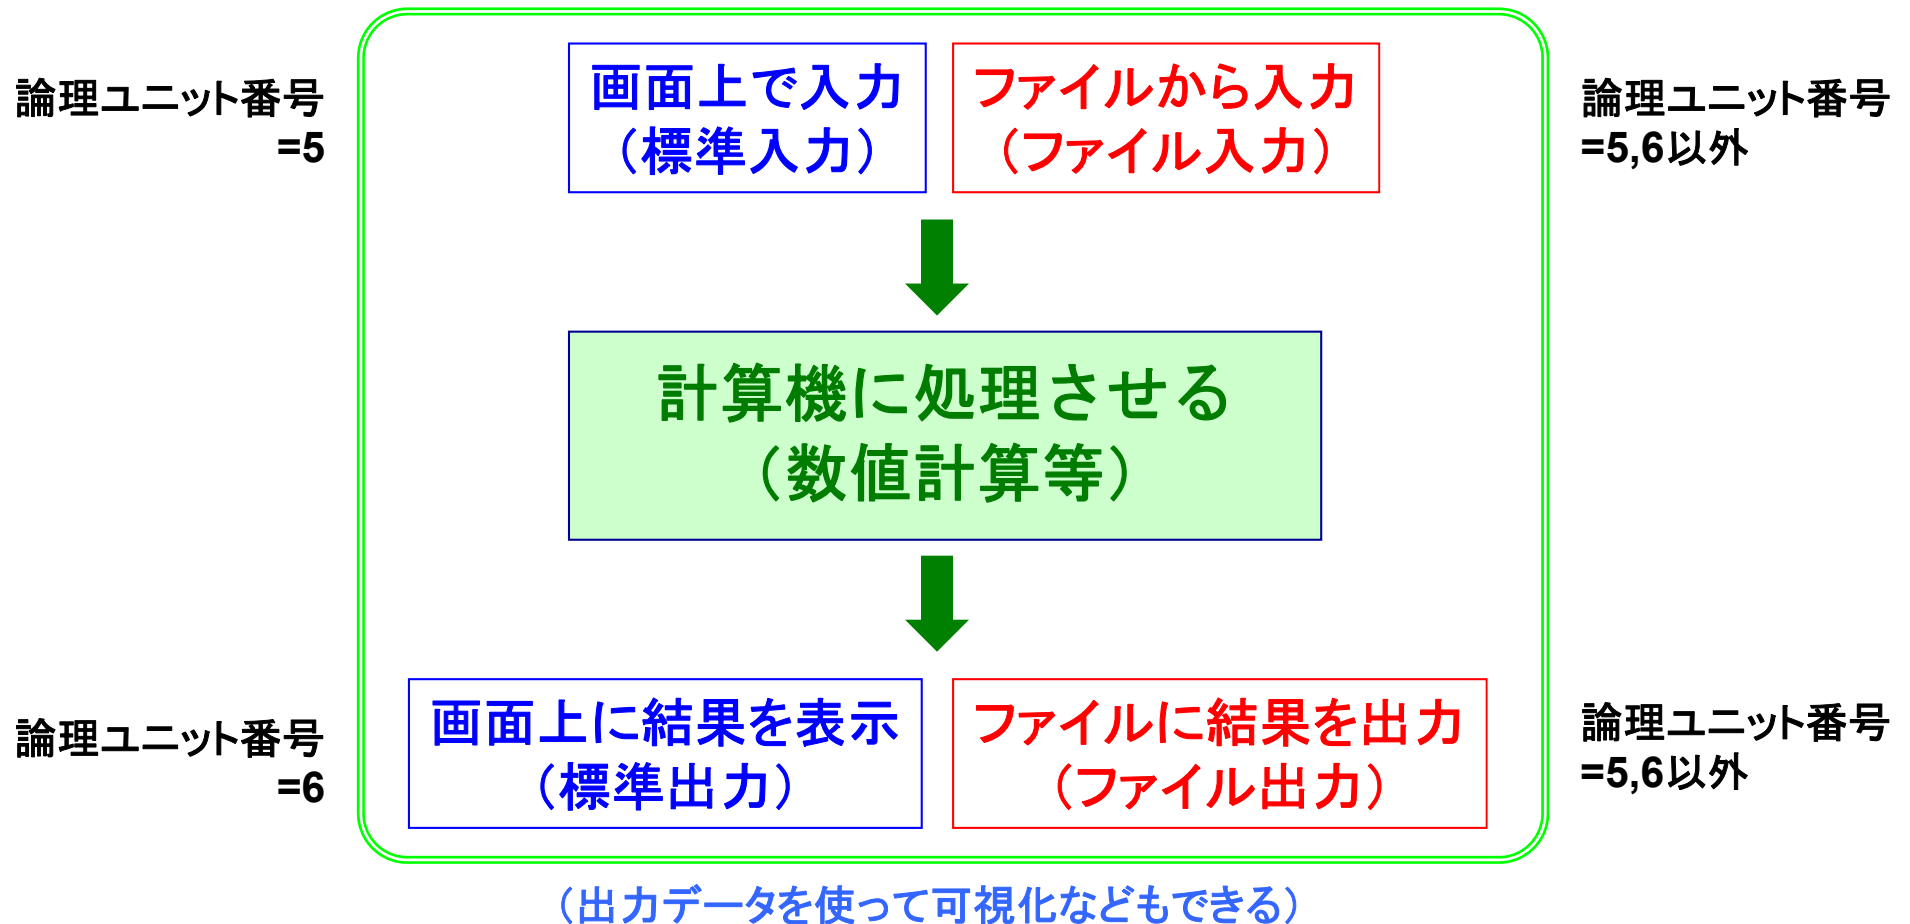 論理ユニット番号
=5
画面上で入力
（標準入力）
ファイルから入力
（ファイル入力）
論理ユニット番号
=5,6以外
計算機に処理させる
（数値計算等）
論理ユニット番号
=6
画面上に結果を表示
（標準出力）
ファイルに結果を出力
（ファイル出力）
論理ユニット番号
=5,6以外
（出力データを使って可視化などもできる）